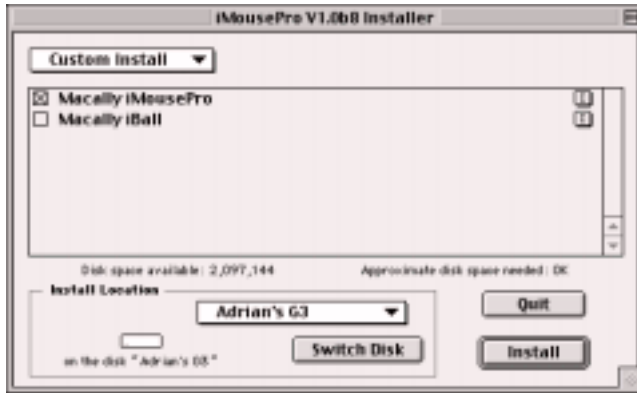 iMousePro V1.0b8 Installer
Custom Install
Macally iMousePro
Macally iBall
Disk space available: 2,097,144 Approximate disk space needed: 0K
Install Location
Adrian's G3
Quit
on the disk "Adrian's G3"
Switch Disk
Install